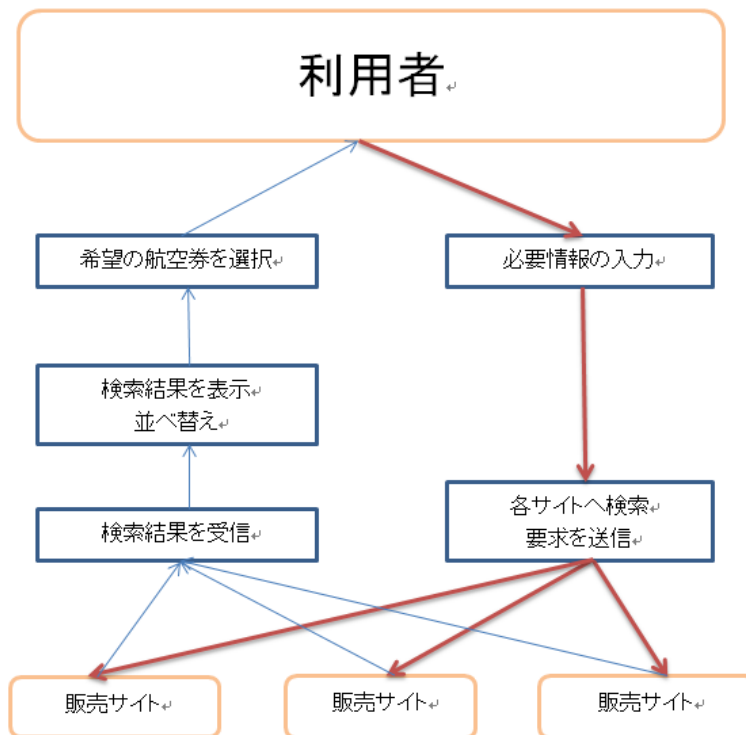 利用者
希望の航空券を選択
必要情報の入力
検索結果を表示
並べ替え
各サイトへ検索
要求を送信
検索結果を受信
販売サイト
販売サイト
販売サイト